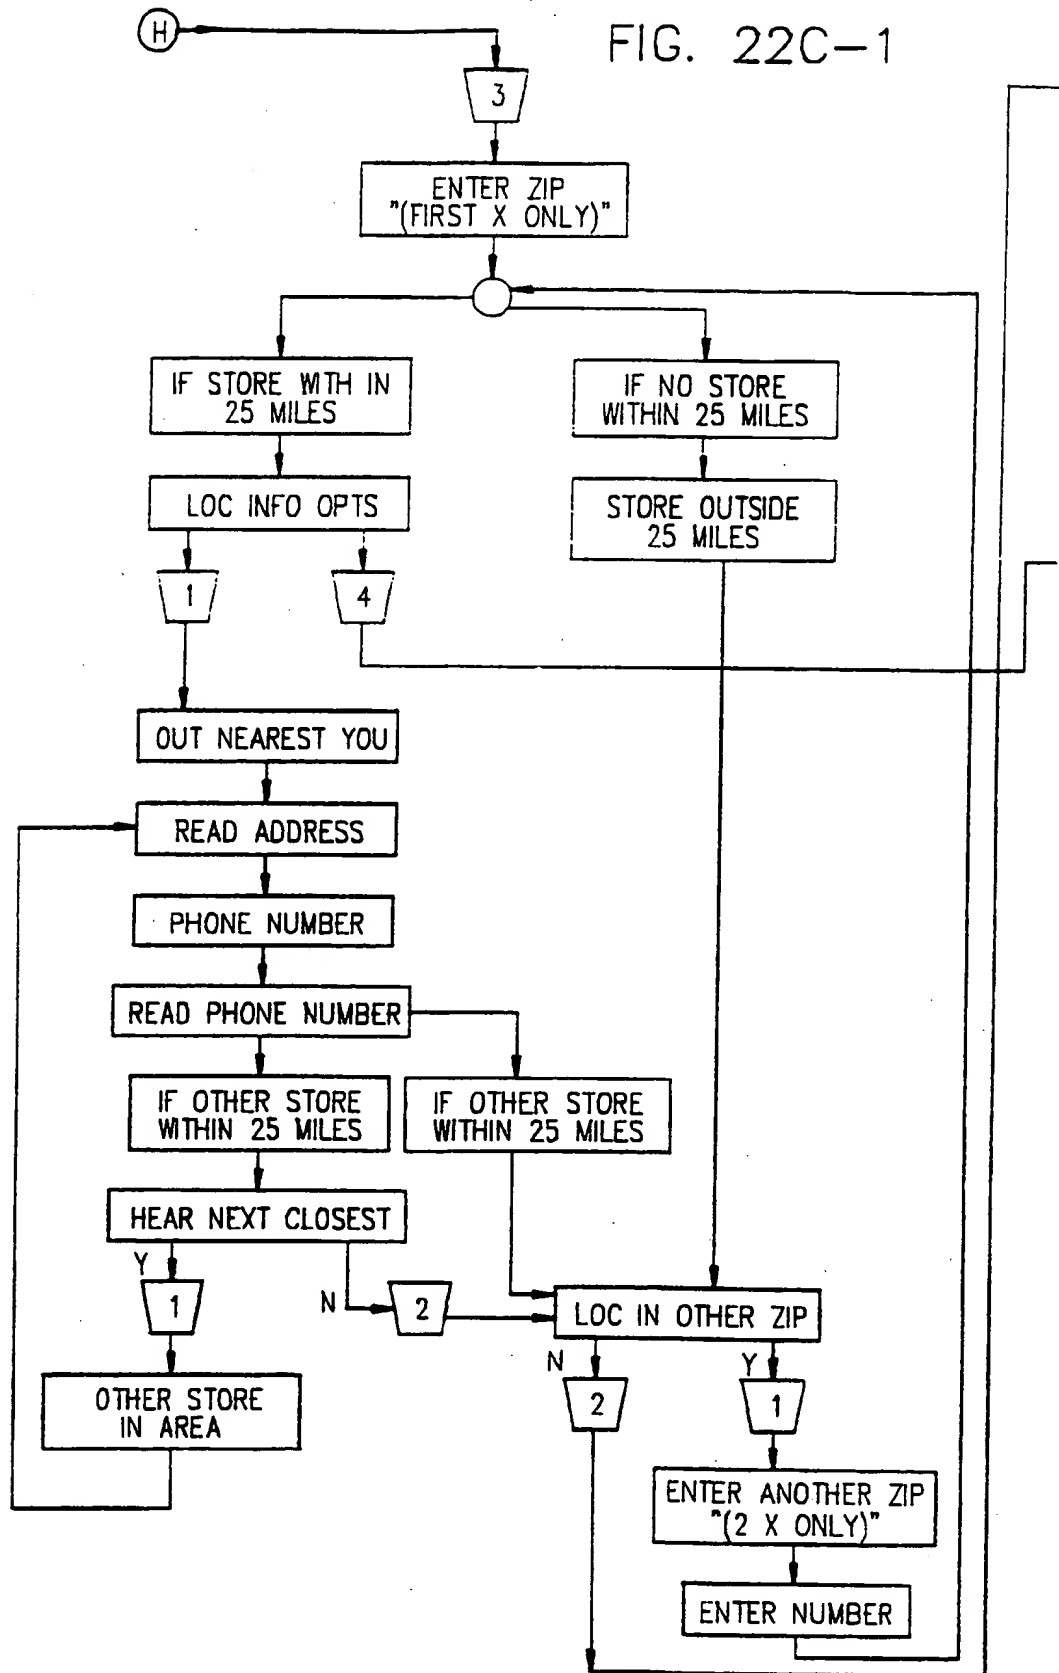 FIG. 22C-1
H
3
ENTER ZIP
"(FIRST X ONLY)"
IF STORE WITH IN
25 MILES
IF NO STORE
WITHIN 25 MILES
LOC INFO OPTS
STORE OUTSIDE
25 MILES
1
4
OUT NEAREST YOU
READ ADDRESS
PHONE NUMBER
READ PHONE NUMBER
IF OTHER STORE
WITHIN 25 MILES
IF OTHER STORE
WITHIN 25 MILES
HEAR NEXT CLOSEST
Y
1
N
2
LOC IN OTHER ZIP
N
2
Y
1
OTHER STORE
IN AREA
ENTER ANOTHER ZIP
"(2 X ONLY)"
ENTER NUMBER